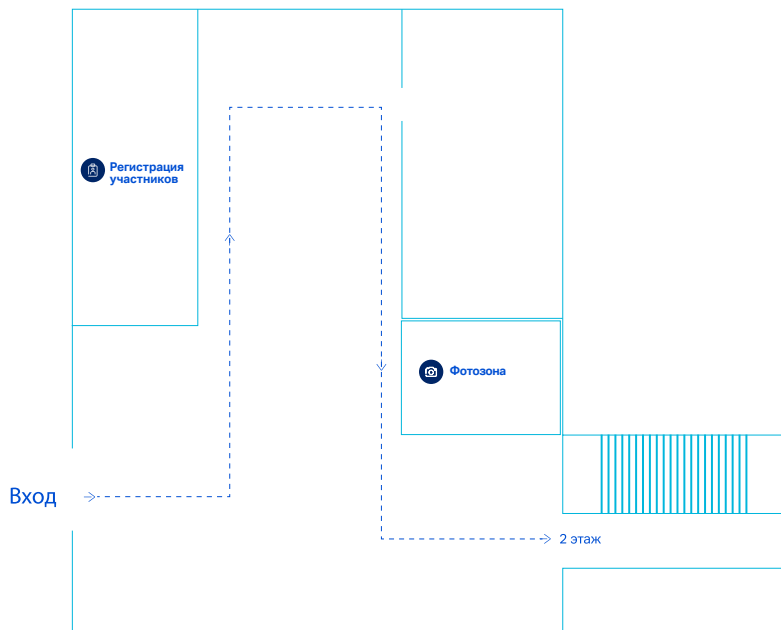 Регистрация
участников
Фотозона
Вход
2 этаж